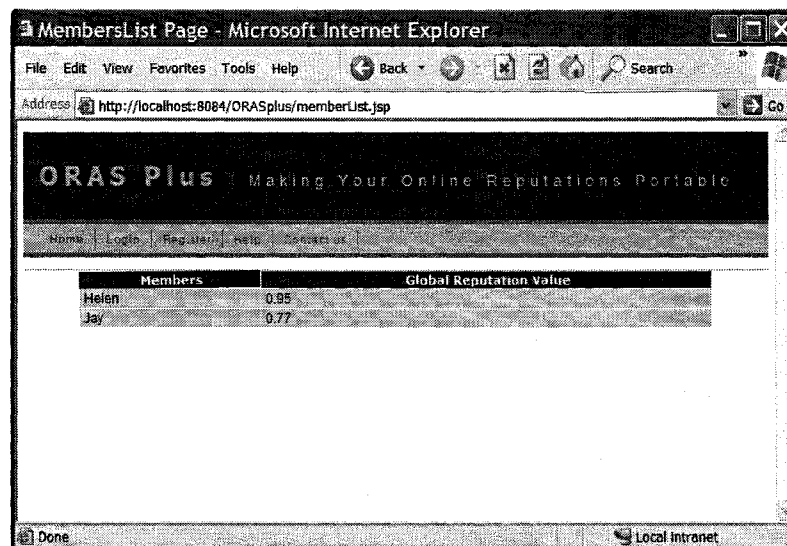 MembersList Page - Microsoft Internet Explorer
File Edit View Favorites Tools Help Back Search »
Address http://localhost:8084/ORASplus/memberList.jsp Go
ORAS Plus | Making Your Online Reputations Portable
Home | Login | Register | Help | Contact us |
Members Global Reputation Value
Helen 0.95
Jay 0.77
Done Local intranet